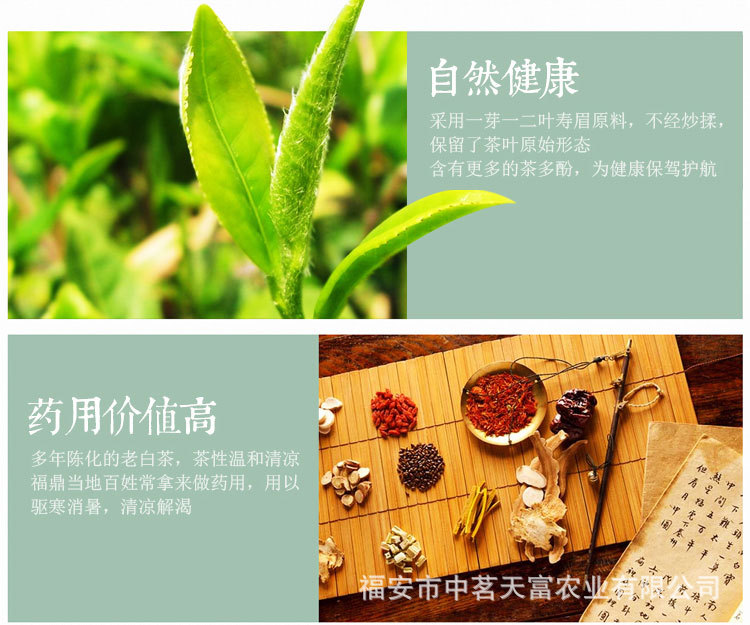 自然健康
采用一芽一二叶寿眉原料，不经炒揉，
保留了茶叶原始形态
含有更多的茶多酚，为健康保驾护航
药用价值高
多年陈化的老白茶，茶性温和清凉
福鼎当地百姓常拿来做药用，用以
驱寒消暑，清凉解渴
福安市中茗天富农业有限公司